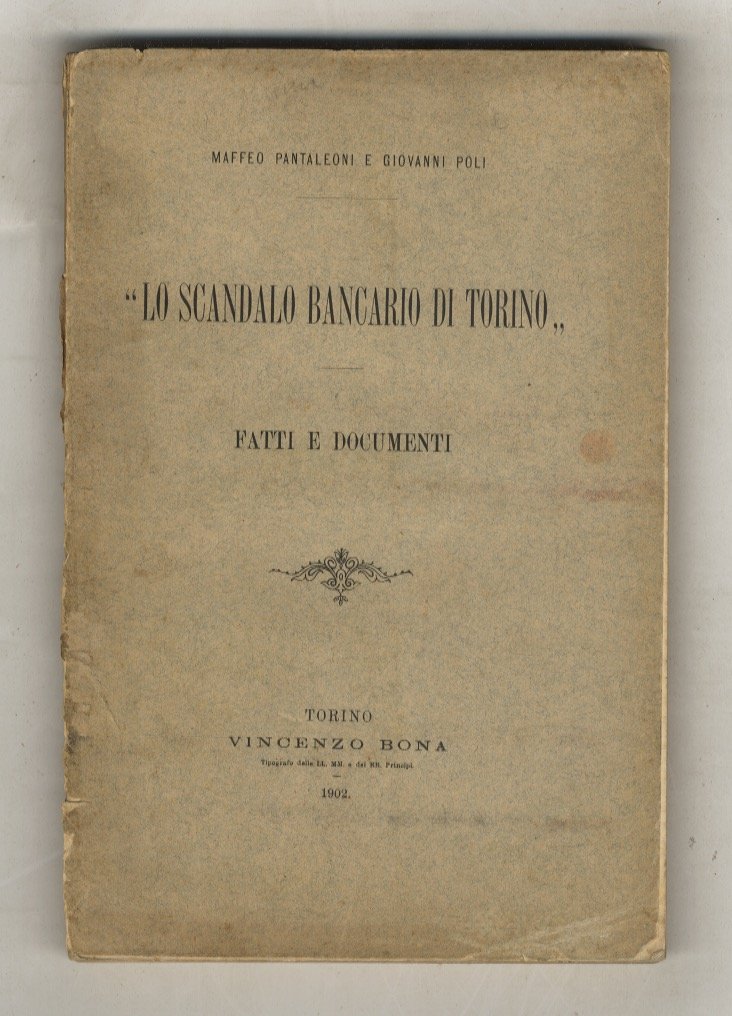 MAFFEO PANTALEONI E GIOVANNI POLI
“LO SCANDALO BANCARIO DI TORINO„
FATTI E DOCUMENTI
TORINO
VINCENZO BONA
Tipografo delle LL. MM. e dei RR. Principi
1902.